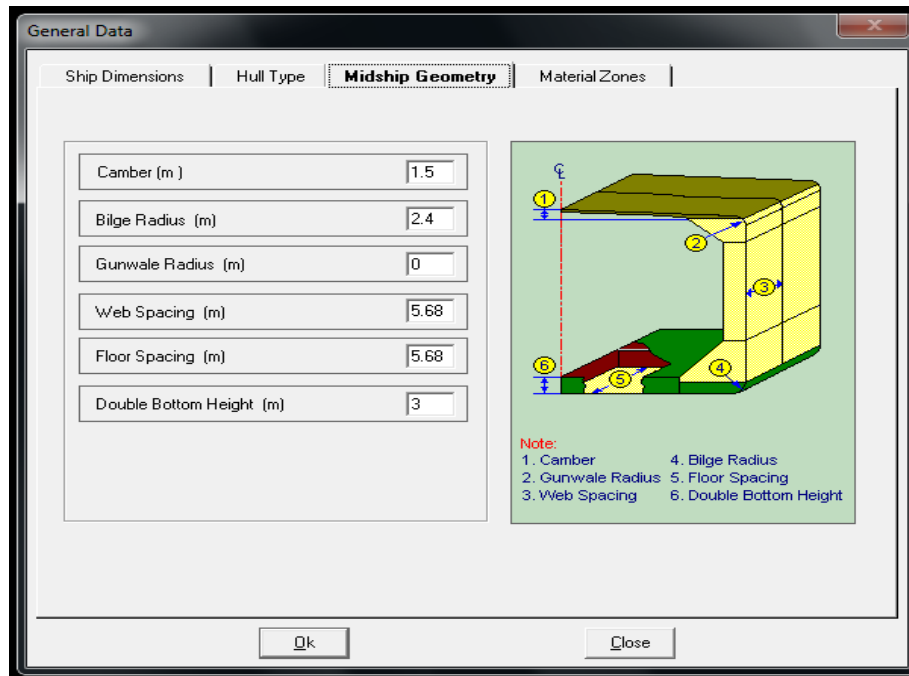 General Data
Ship Dimensions Hull Type Midship Geometry Material Zones
Camber (m ) 1.5
Bilge Radius (m) 2.4
Gunwale Radius (m) 0
Web Spacing (m) 5.68
Floor Spacing (m) 5.68
Double Bottom Height (m) 3
℄
1
2
3
6
5
4
Note:
1. Camber 4. Bilge Radius
2. Gunwale Radius 5. Floor Spacing
3. Web Spacing 6. Double Bottom Height
Ok Close